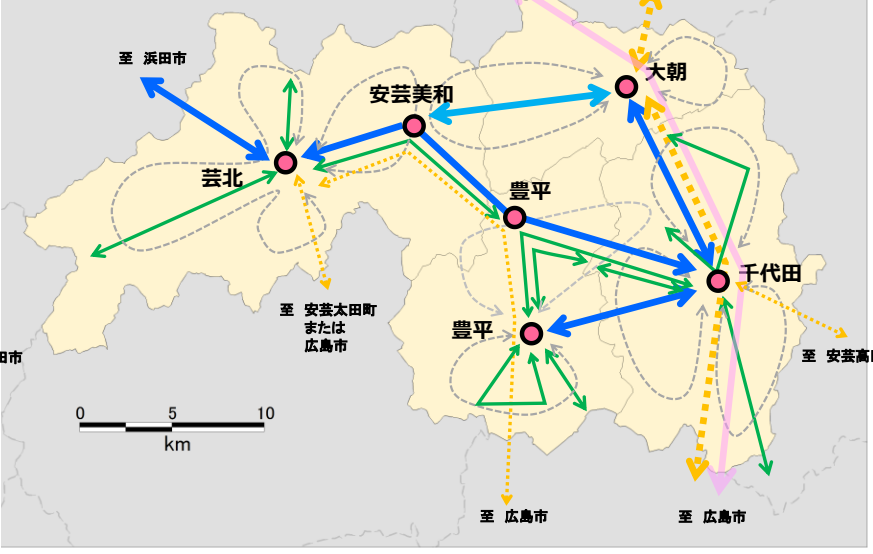 至 浜田市
大朝
安芸美和
芸北
豊平
千代田
至 安芸太田町
または
広島市
豊平
田市
至 安芸高田
0 5 10
km
至 広島市
至 広島市